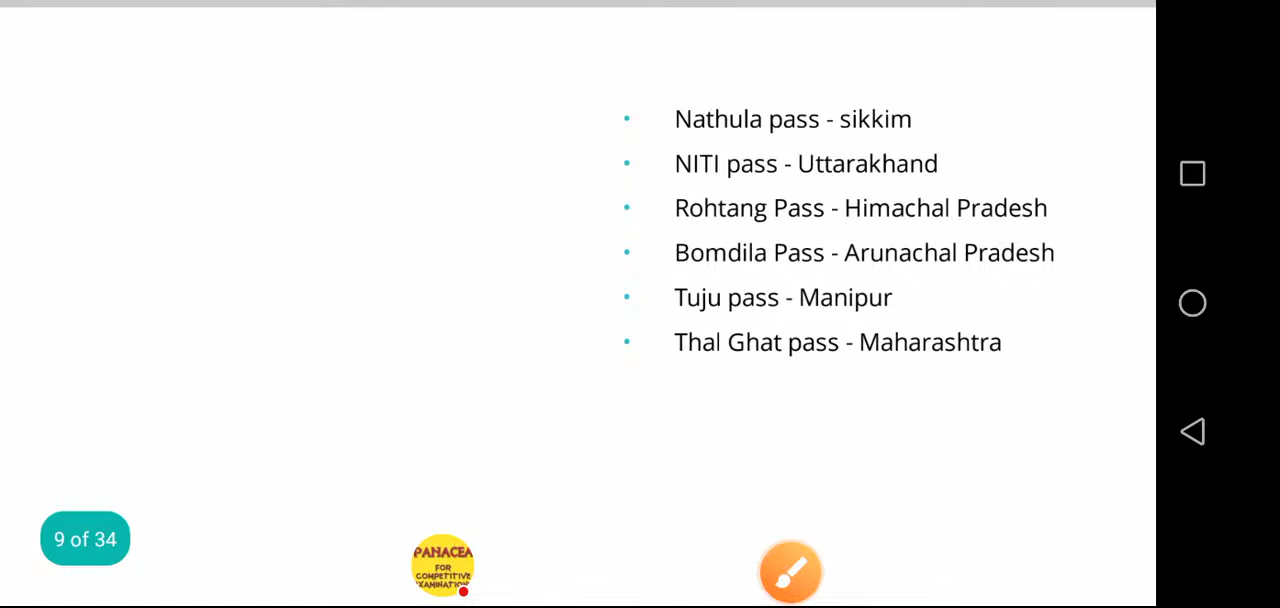 • Nathula pass - sikkim
• NITI pass - Uttarakhand
• Rohtang Pass - Himachal Pradesh
• Bomdila Pass - Arunachal Pradesh
• Tuju pass - Manipur
• Thal Ghat pass - Maharashtra
9 of 34
PANACEA
FOR
COMPETITIVE
EXAMINATION